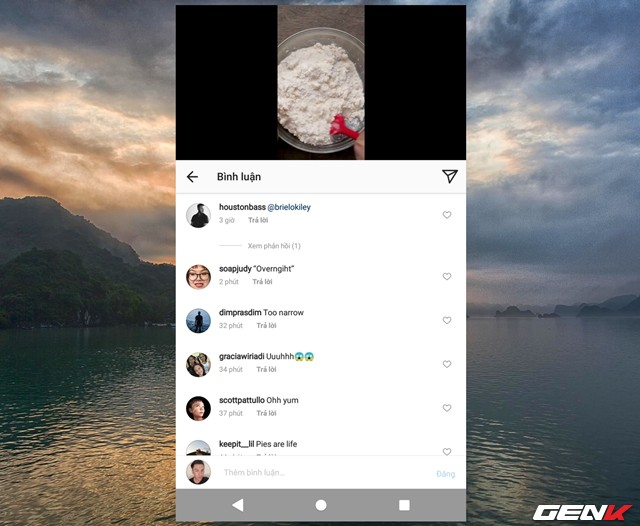 Bình luận
houstonbass @brielokiley
3 giờ Trả lời
Xem phản hồi (1)
soapjudy "Overngiht"
2 phút Trả lời
dimprasdim Too narrow
32 phút Trả lời
graciawiriadi Uuuhhh😱😱
34 phút Trả lời
scottpattullo Ohh yum
37 phút Trả lời
keepit__lil Pies are life
Thêm bình luận...
Đăng
GENK